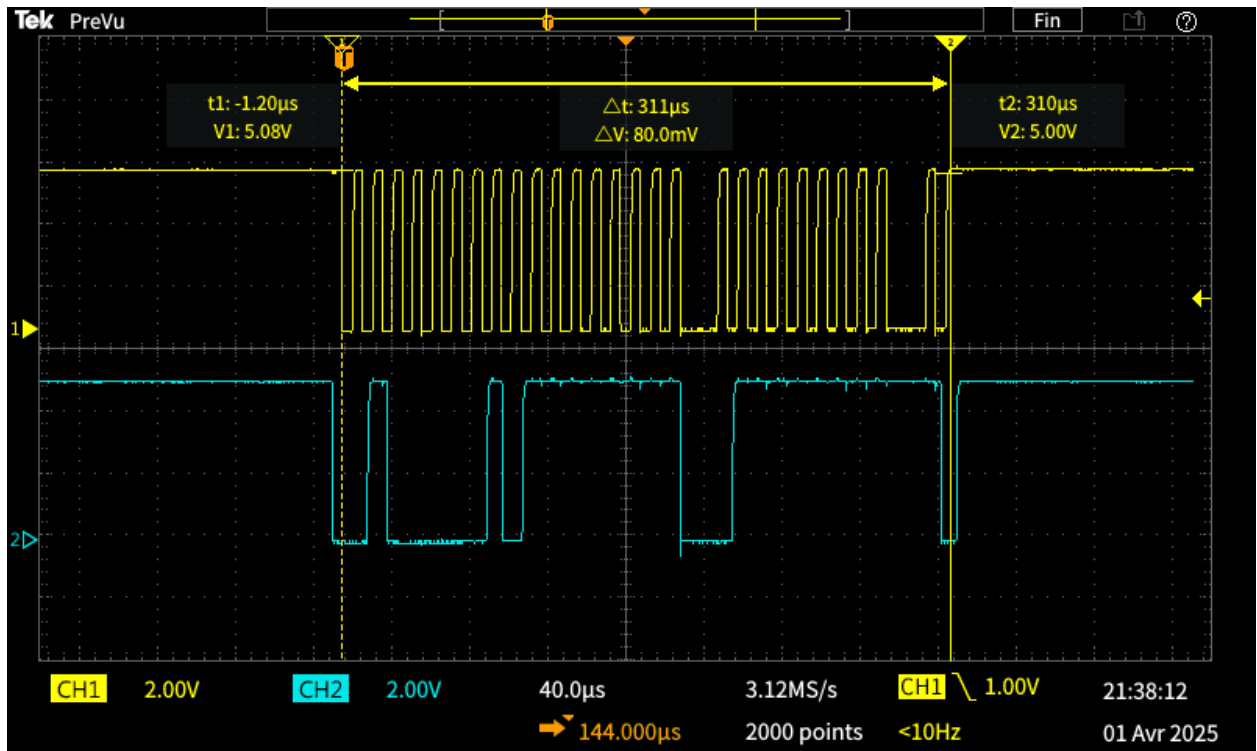 Tek PreVu Fin ?
1 T 2
t1: -1.20µs △t: 311µs t2: 310µs
V1: 5.08V △V: 80.0mV V2: 5.00V
1
2
CH1 2.00V CH2 2.00V 40.0µs 3.12MS/s CH1 \ 1.00V 21:38:12
144.000µs 2000 points <10Hz 01 Avr 2025